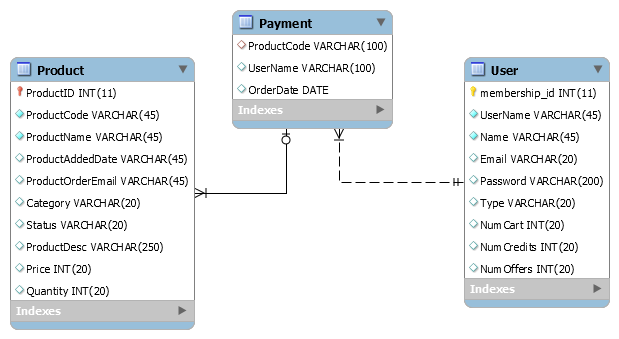 Payment
ProductCode VARCHAR(100)
UserName VARCHAR(100)
OrderDate DATE
Indexes
Product
ProductID INT(11)
ProductCode VARCHAR(45)
ProductName VARCHAR(45)
ProductAddedDate VARCHAR(45)
ProductOrderEmail VARCHAR(45)
Category VARCHAR(20)
Status VARCHAR(20)
ProductDesc VARCHAR(250)
Price INT(20)
Quantity INT(20)
Indexes
User
membership_id INT(11)
UserName VARCHAR(45)
Name VARCHAR(45)
Email VARCHAR(20)
Password VARCHAR(200)
Type VARCHAR(20)
NumCart INT(20)
NumCredits INT(20)
NumOffers INT(20)
Indexes